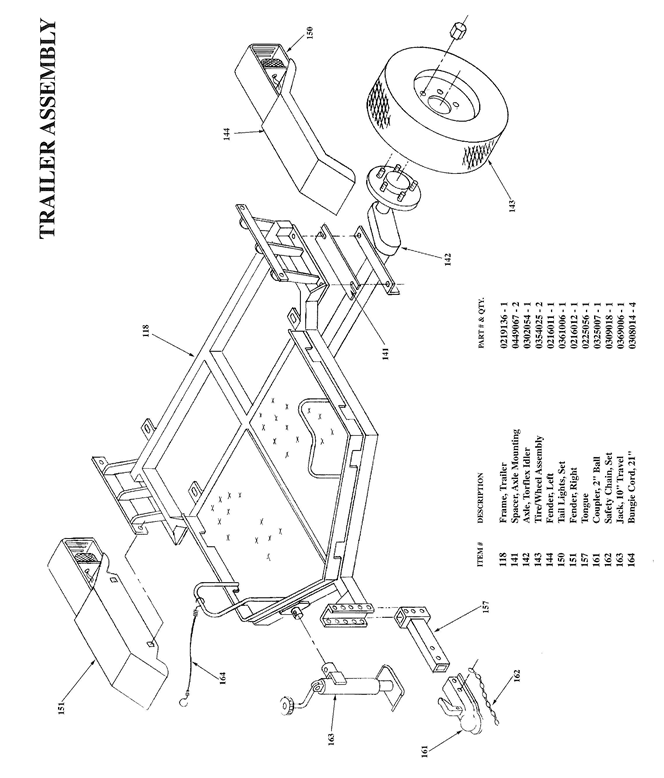 TRAILER ASSEMBLY
150
144
143
142
141
118
151
164
163
157
162
161
ITEM # DESCRIPTION PART # & QTY.
118 Frame, Trailer 0219136 - 1
141 Spacer, Axle Mounting 0449067 - 2
142 Axle, Torflex Idler 0302054 - 1
143 Tire/Wheel Assembly 0354025 - 2
144 Fender, Left 0216011 - 1
150 Tail Lights, Set 0361006 - 1
151 Fender, Right 0216012 - 1
157 Tongue 0225056 - 1
161 Coupler, 2" Ball 0325007 - 1
162 Safety Chain, Set 0309018 - 1
163 Jack, 10" Travel 0369006 - 1
164 Bungie Cord, 21" 0308014 - 4